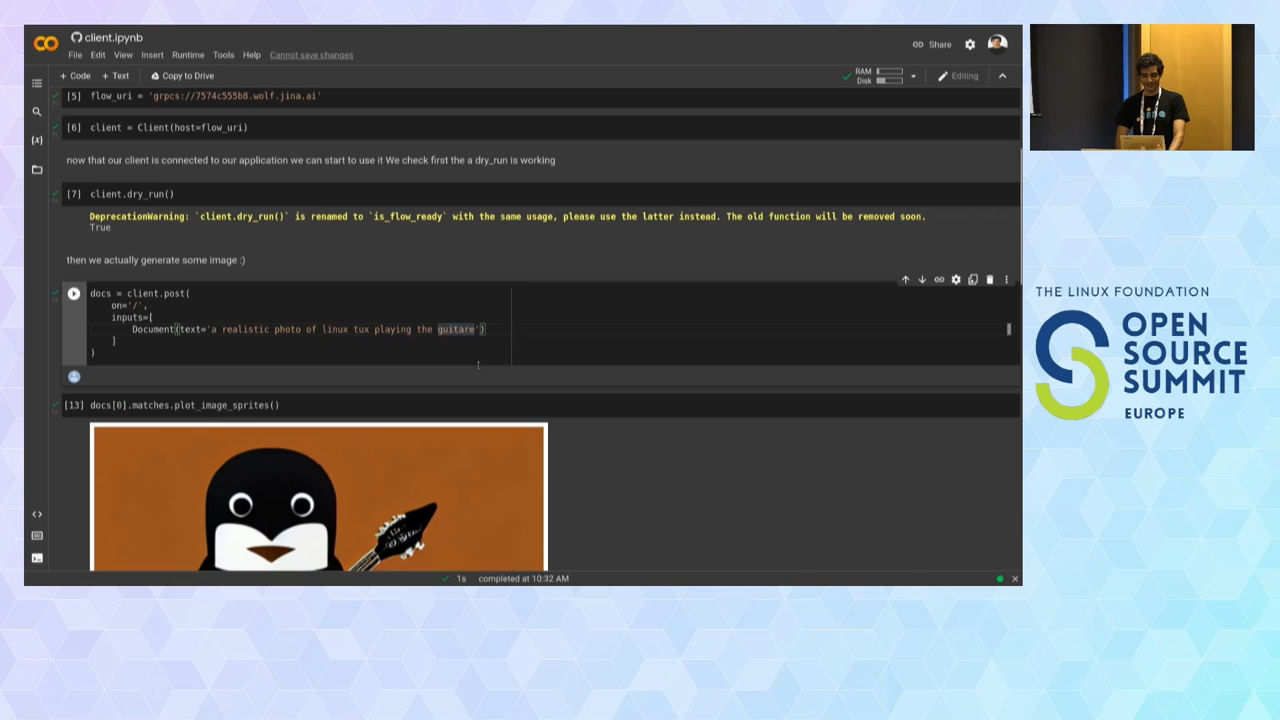 client.ipynb
File Edit View Insert Runtime Tools Help Cannot save changes
Share
+ Code + Text Copy to Drive
RAM
Disk
Editing
[5] flow_uri = 'grpcs://7574c555b8.wolf.jina.ai'
[6] client = Client(host=flow_uri)
now that our client is connected to our application we can start to use it We check first the a dry_run is working
[7] client.dry_run()
DeprecationWarning: `client.dry_run()` is renamed to `is_flow_ready` with the same usage, please use the latter instead. The old function will be removed soon.
True
then we actually generate some image :)
docs = client.post(
on='/',
inputs=[
Document(text='a realistic photo of linux tux playing the guitare')
]
)
[13] docs[0].matches.plot_image_sprites()
1s completed at 10:32 AM
THE LINUX FOUNDATION
OPEN
SOURCE
SUMMIT
EUROPE